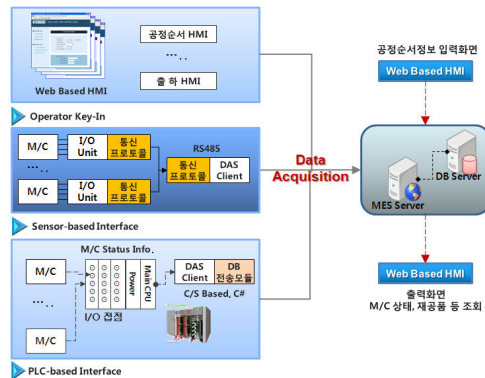 공정순서 HMI
…..
출 하 HMI
Web Based HMI
Operator Key-In
M/C
I/O
Unit
통신
프로토콜
…..
M/C
I/O
Unit
통신
프로토콜
RS485
통신
프로토콜
DAS
Client
Sensor-based Interface
M/C Status Info.
M/C
…..
M/C
Power
Main CPU
I/O 접점
DAS
Client
DB
전송모듈
C/S Based, C#
PLC-based Interface
Data
Acquisition
공정순서정보 입력화면
Web Based HMI
DB Server
MES Server
Web Based HMI
출력화면
M/C 상태, 재공품 등 조회